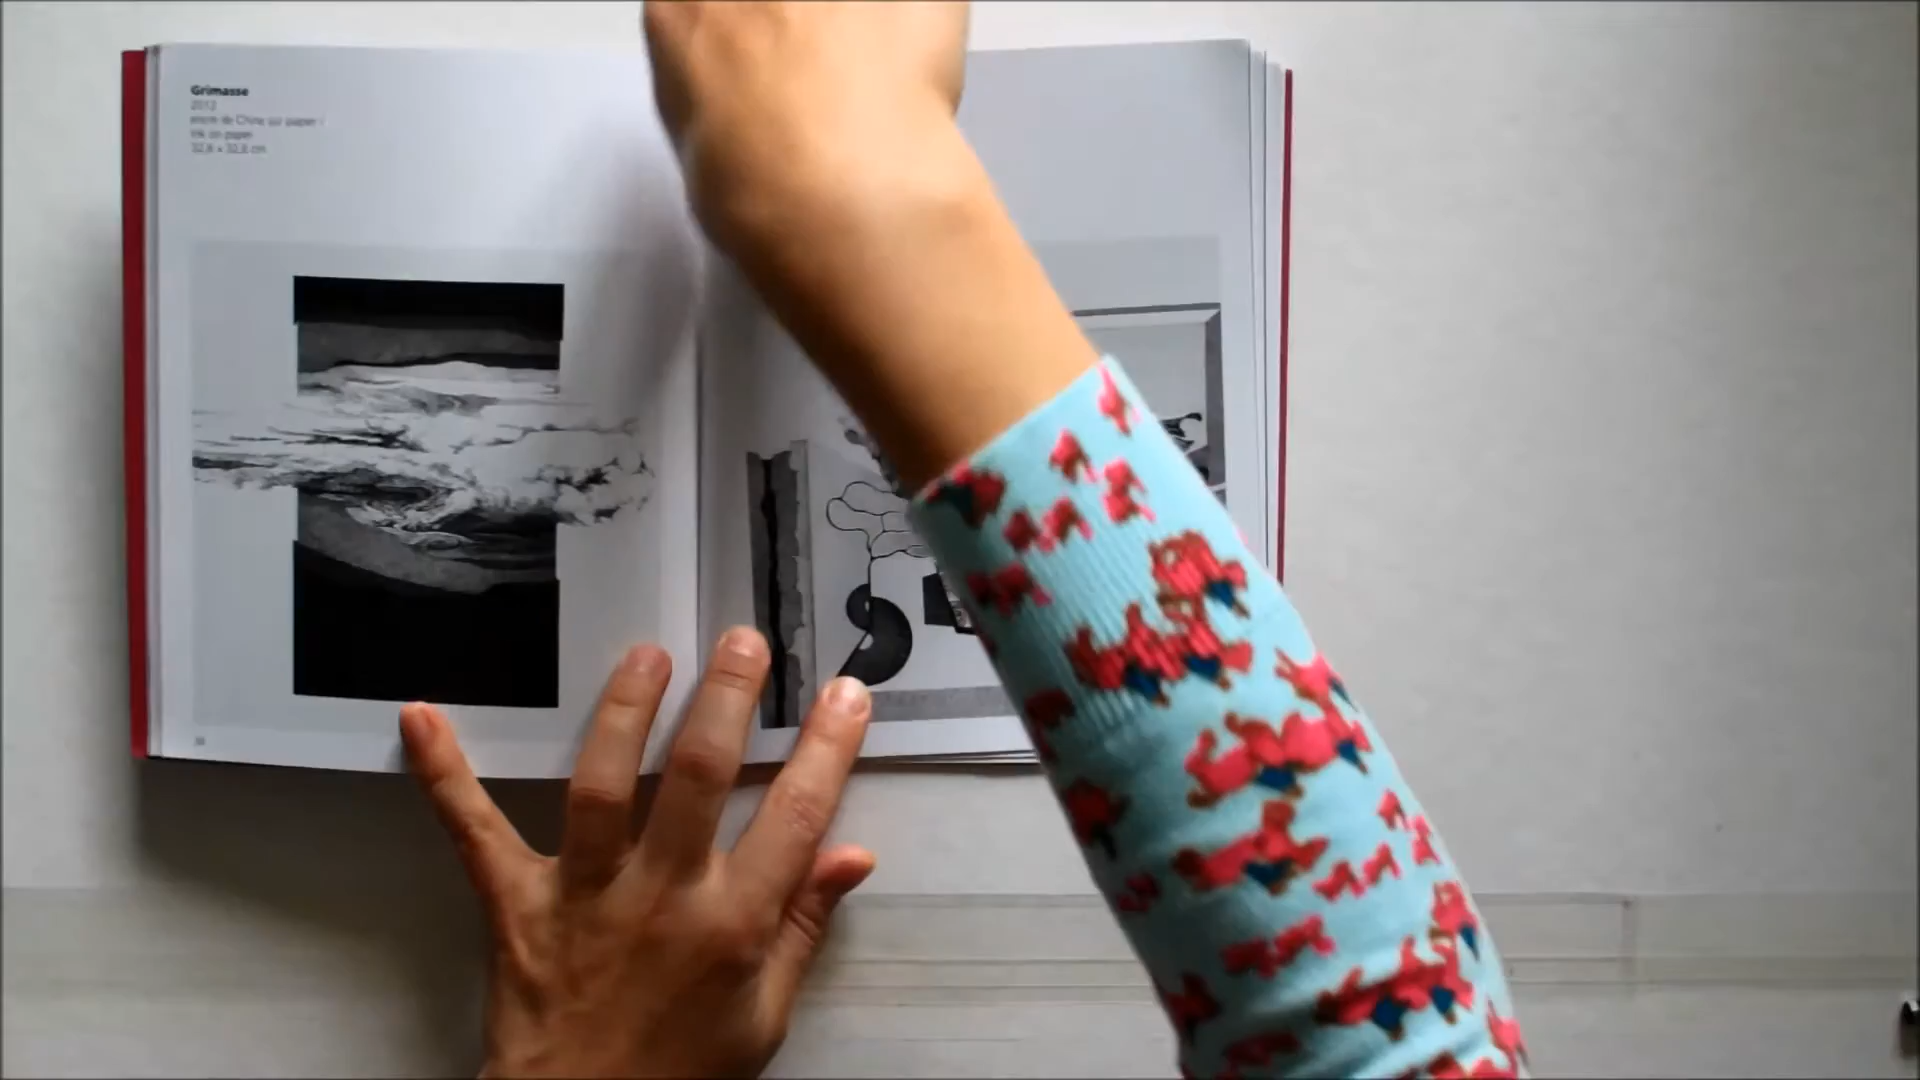 Grimasse
2012
encre de Chine sur papier /
ink on paper
32,8 x 32,8 cm